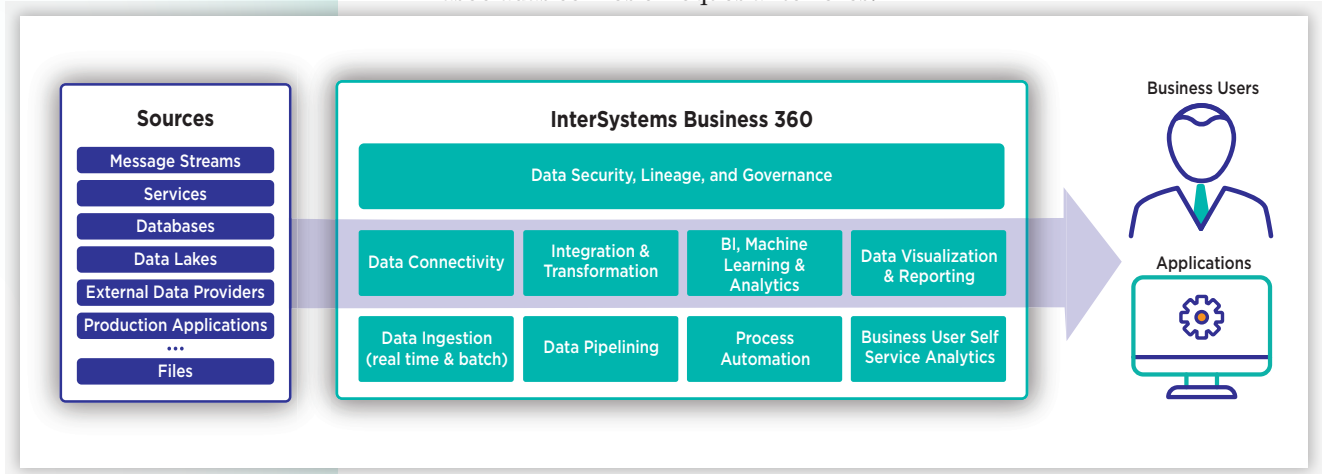 Sources
Message Streams
Services
Databases
Data Lakes
External Data Providers
Production Applications
...
Files
InterSystems Business 360
Data Security, Lineage, and Governance
Data Connectivity
Integration &
Transformation
BI, Machine
Learning &
Analytics
Data Visualization
& Reporting
Data Ingestion
(real time & batch)
Data Pipelining
Process
Automation
Business User Self
Service Analytics
Business Users
Applications